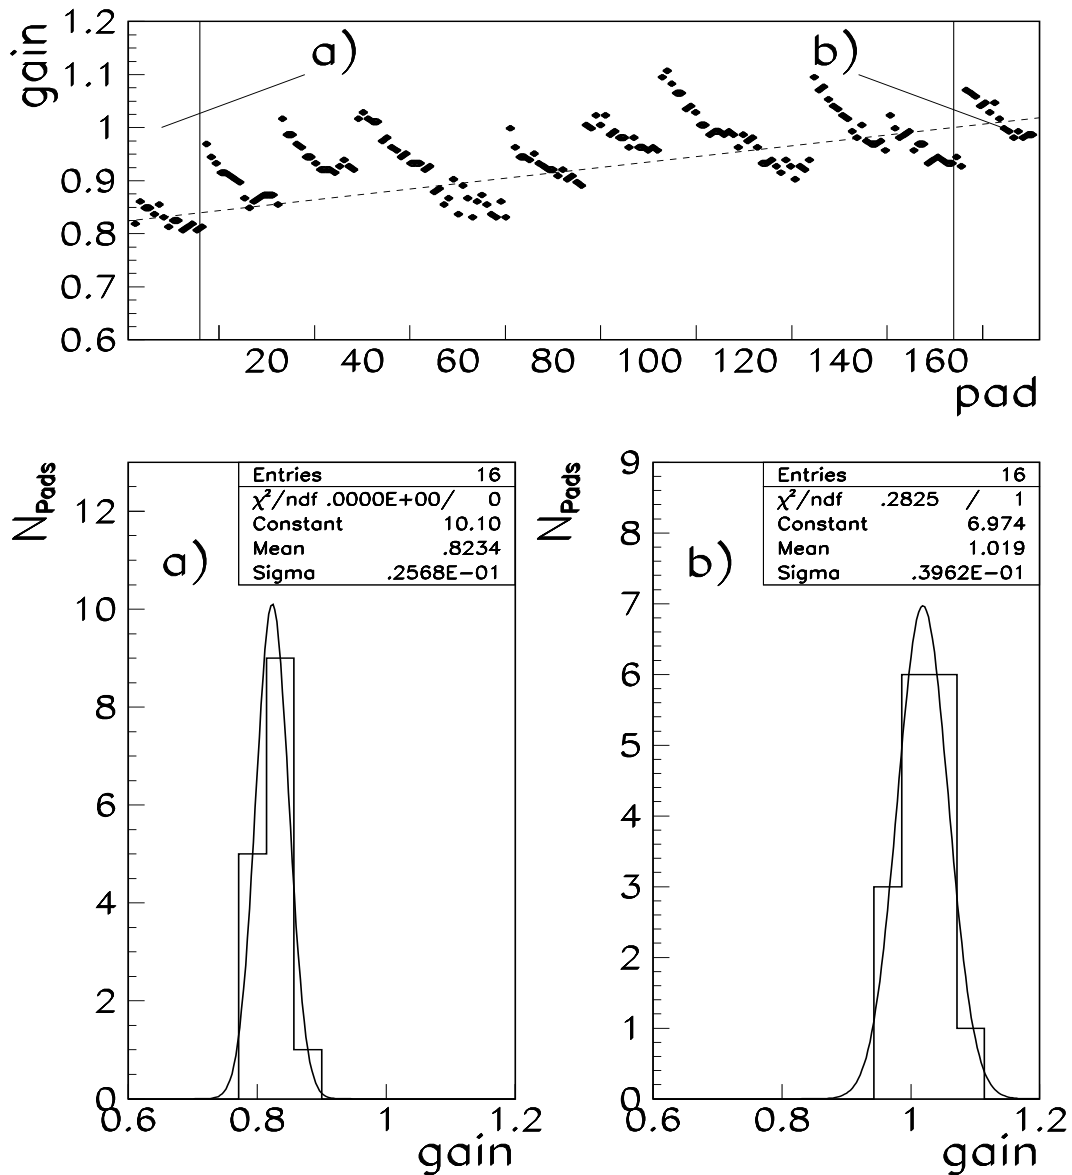 gain
1.2
1.1
1
0.9
0.8
0.7
0.6
a)
b)
20 40 60 80 100 120 140 160
pad
N_Pads
12
10
8
6
4
2
0
a)
Entries 16
χ²/ndf .0000E+00/ 0
Constant 10.10
Mean .8234
Sigma .2568E-01
0.6 0.8 1 1.2
gain
N_Pads
9
8
7
6
5
4
3
2
1
0
b)
Entries 16
χ²/ndf .2825 / 1
Constant 6.974
Mean 1.019
Sigma .3962E-01
0.6 0.8 1 1.2
gain